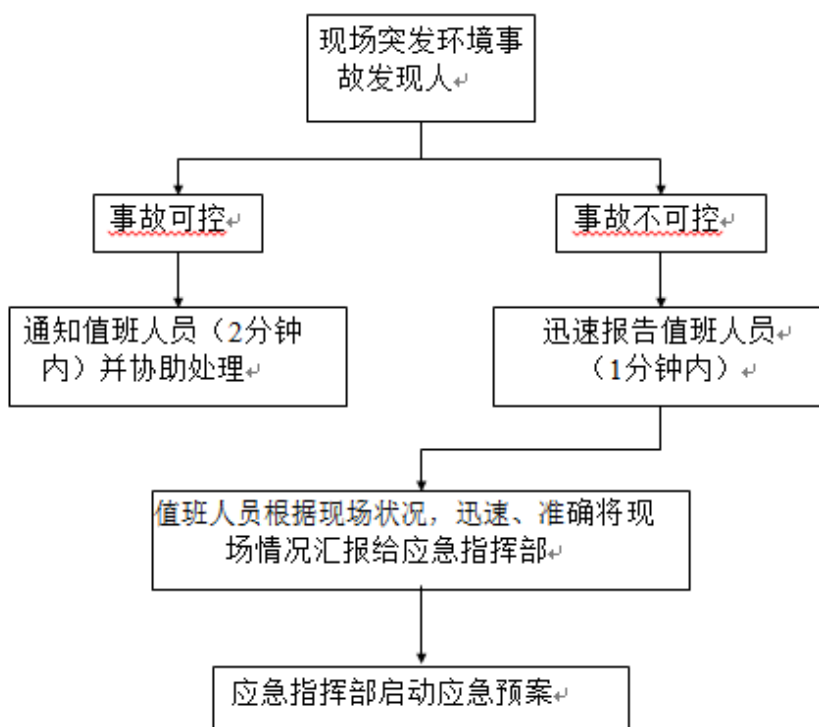 现场突发环境事
故发现人
事故可控
事故不可控
通知值班人员（2分钟
内）并协助处理
迅速报告值班人员
（1分钟内）
值班人员根据现场状况，迅速、准确将现
场情况汇报给应急指挥部
应急指挥部启动应急预案